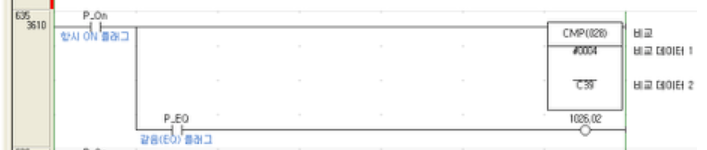 635
3610
P_On
항시 ON 플래그
CMP(028)
비교
#0004
비교 데이터 1
C39
비교 데이터 2
P_EQ
같음(EQ) 플래그
1026.02